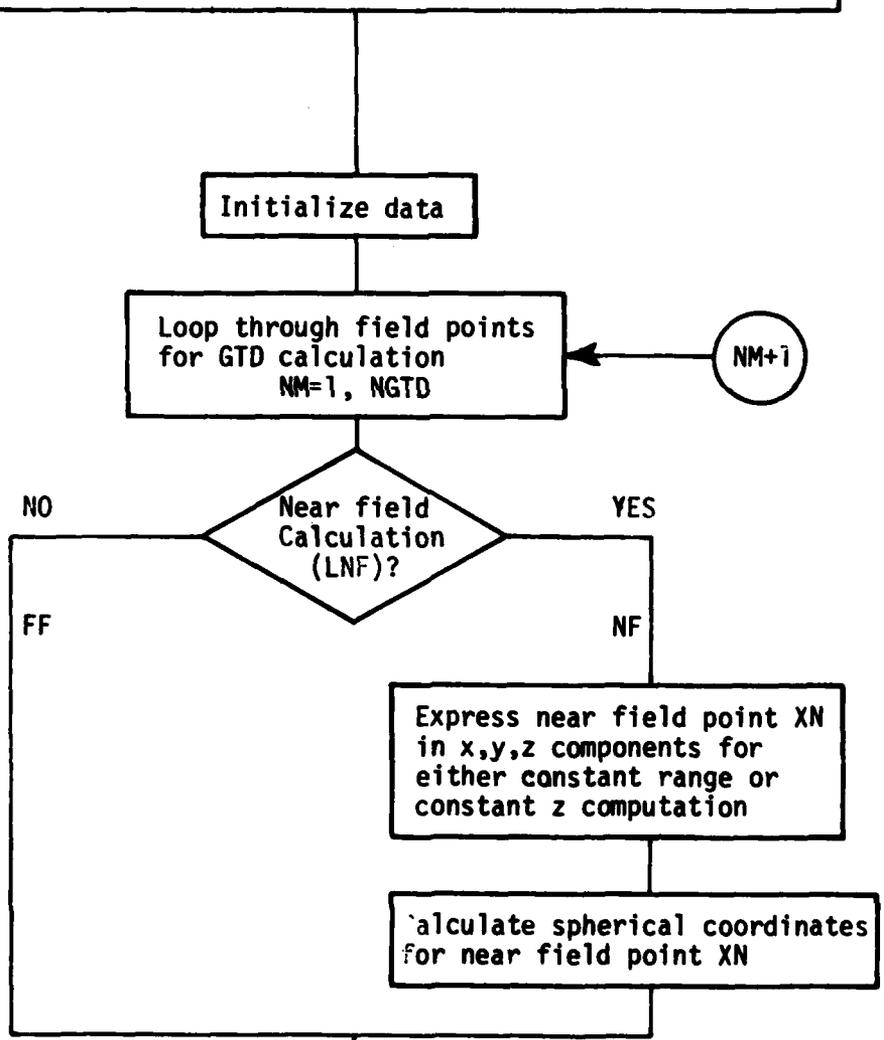 Initialize data
Loop through field points
for GTD calculation
NM=1, NGTD
NM+1
Near field
Calculation
(LNF)?
NO
YES
FF
NF
Express near field point XN
in x,y,z components for
either constant range or
constant z computation
alculate spherical coordinates
for near field point XN